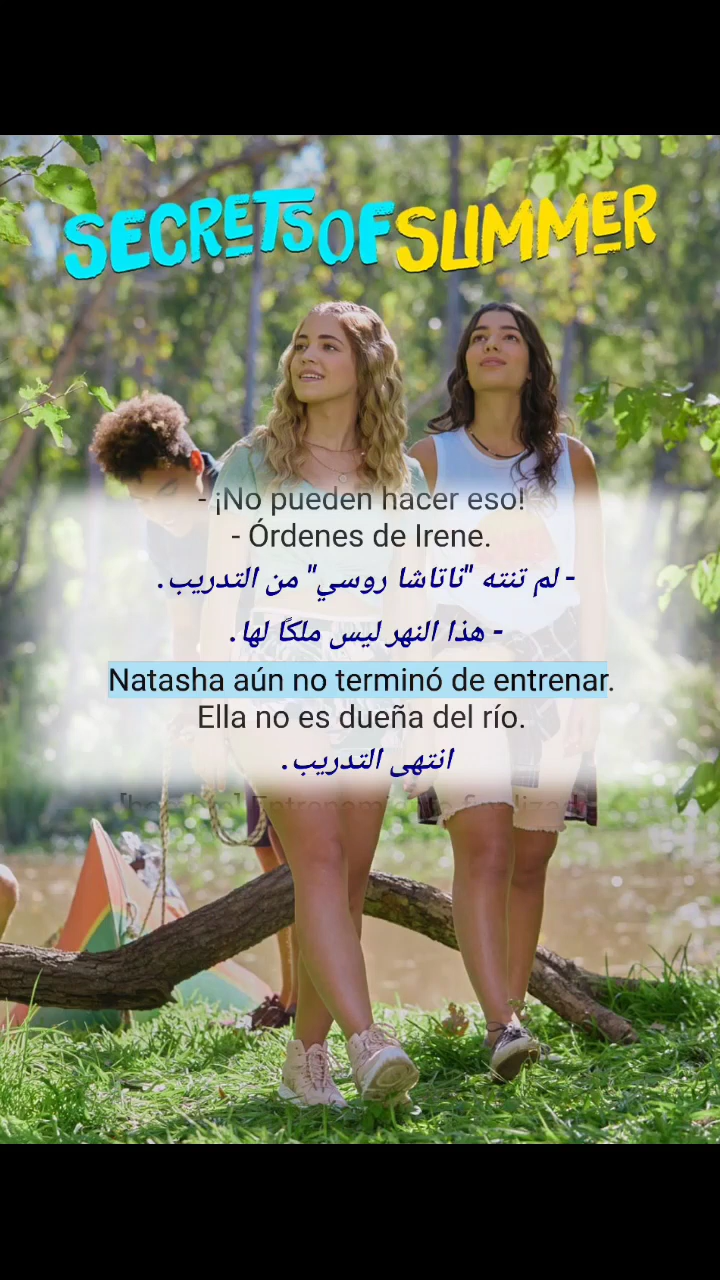 SECRETS OF SUMMER
- ¡No pueden hacer eso!
- Órdenes de Irene.
- لم تنته "ناتاشا روسي" من التدريب.
- هذا النهر ليس ملكًا لها.
Natasha aún no terminó de entrenar.
Ella no es dueña del río.
انتهى التدريب.